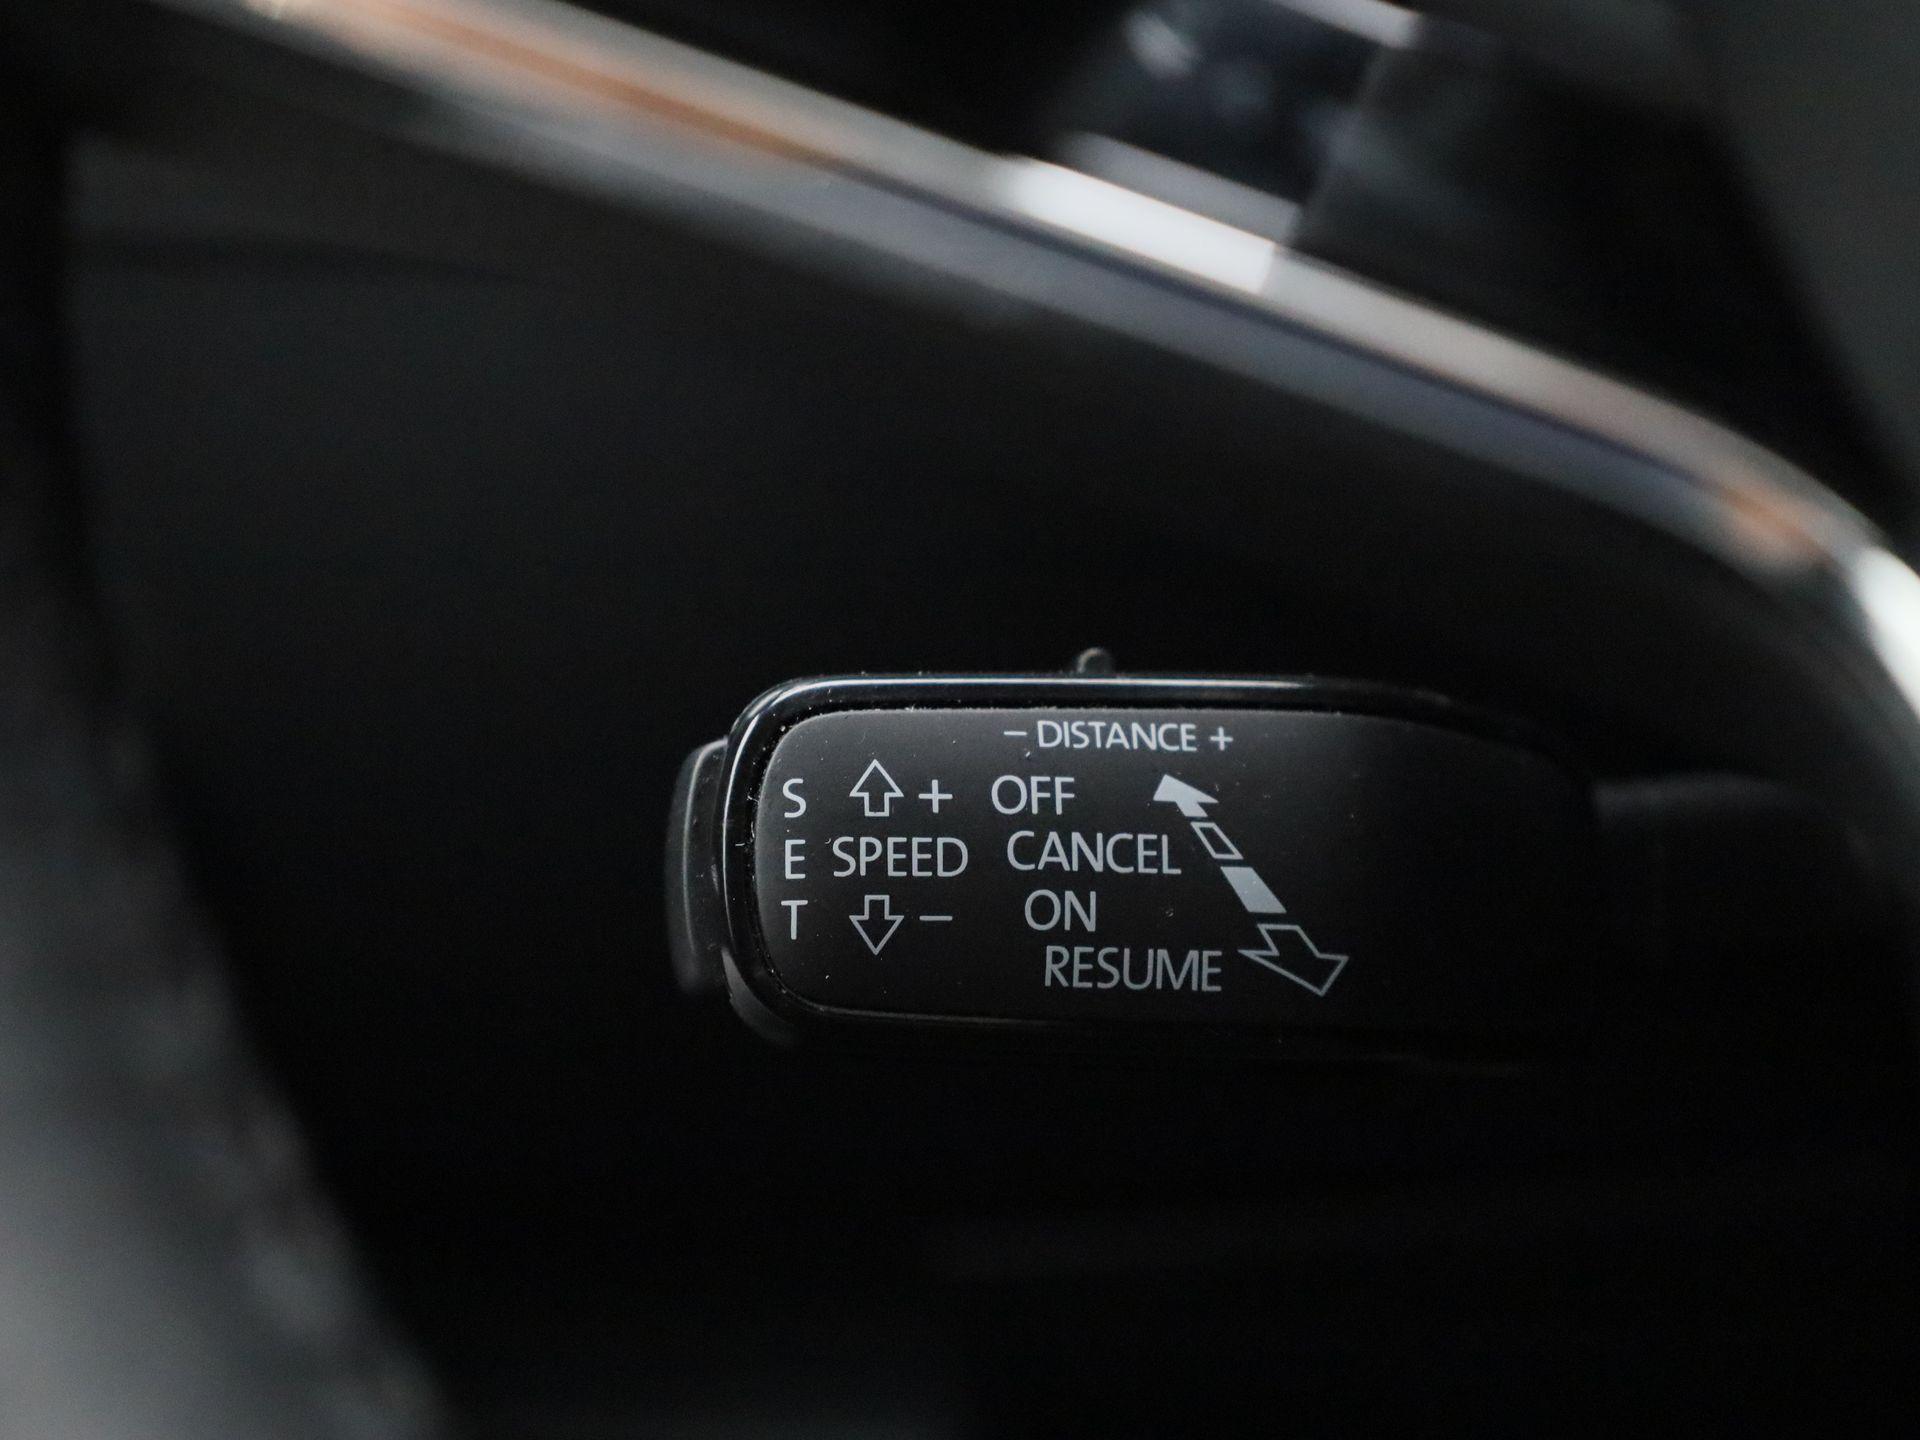 – DISTANCE +
S + OFF
E SPEED CANCEL
T – ON
RESUME